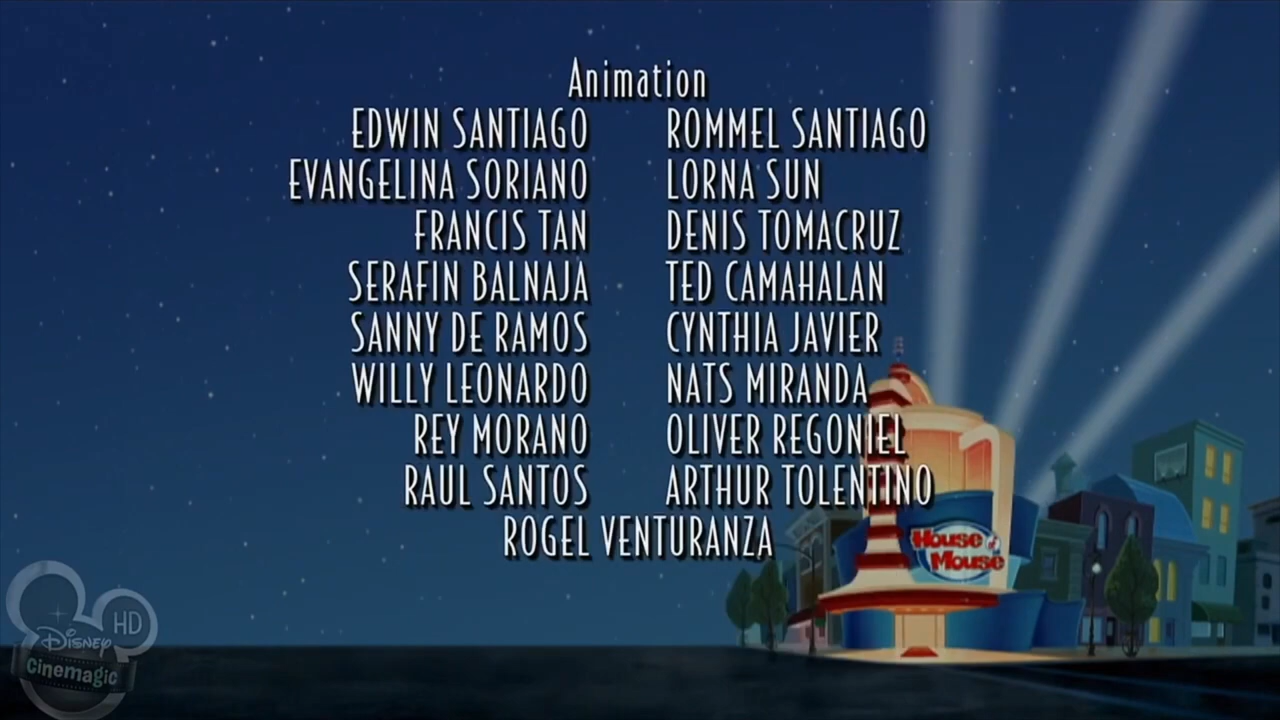 Animation
EDWIN SANTIAGO ROMMEL SANTIAGO
EVANGELINA SORIANO LORNA SUN
FRANCIS TAN DENIS TOMACRUZ
SERAFIN BALNAJA TED CAMAHALAN
SANNY DE RAMOS CYNTHIA JAVIER
WILLY LEONARDO NATS MIRANDA
REY MORANO OLIVER REGONIEL
RAUL SANTOS ARTHUR TOLENTINO
ROGEL VENTURANZA
House of
Mouse
HD
Disney
Cinemagic